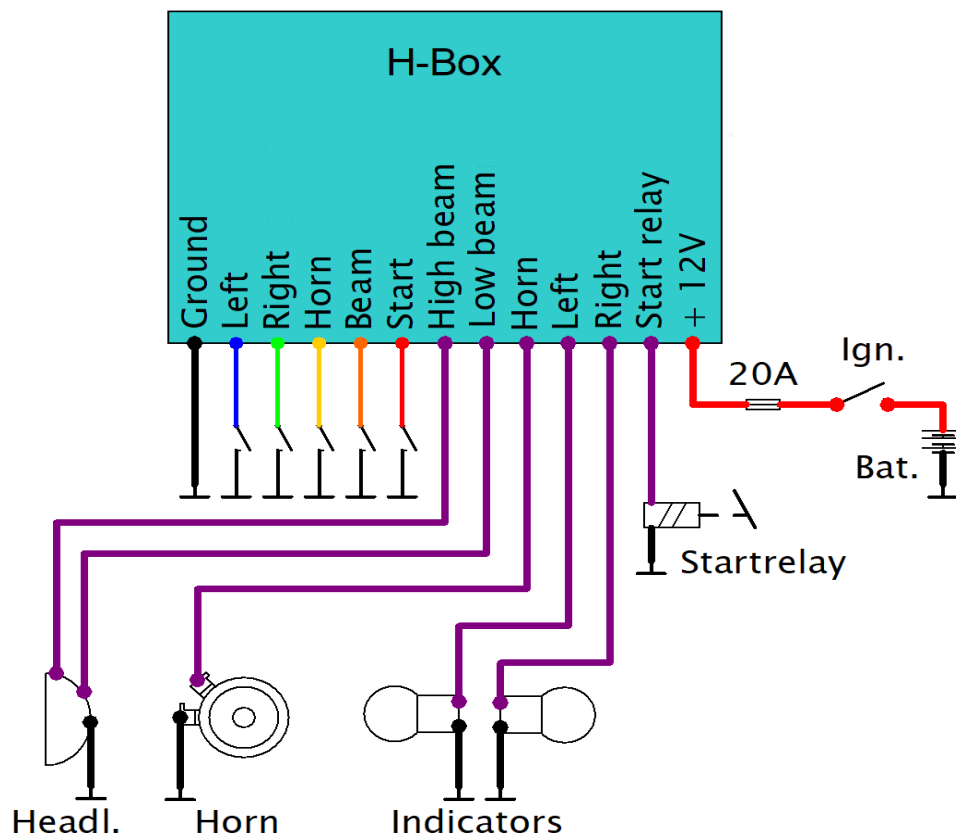 H-Box
Ground
Left
Right
Horn
Beam
Start
High beam
Low beam
Horn
Left
Right
Start relay
+ 12V
20A
Ign.
Bat.
Startrelay
Headl.
Horn
Indicators